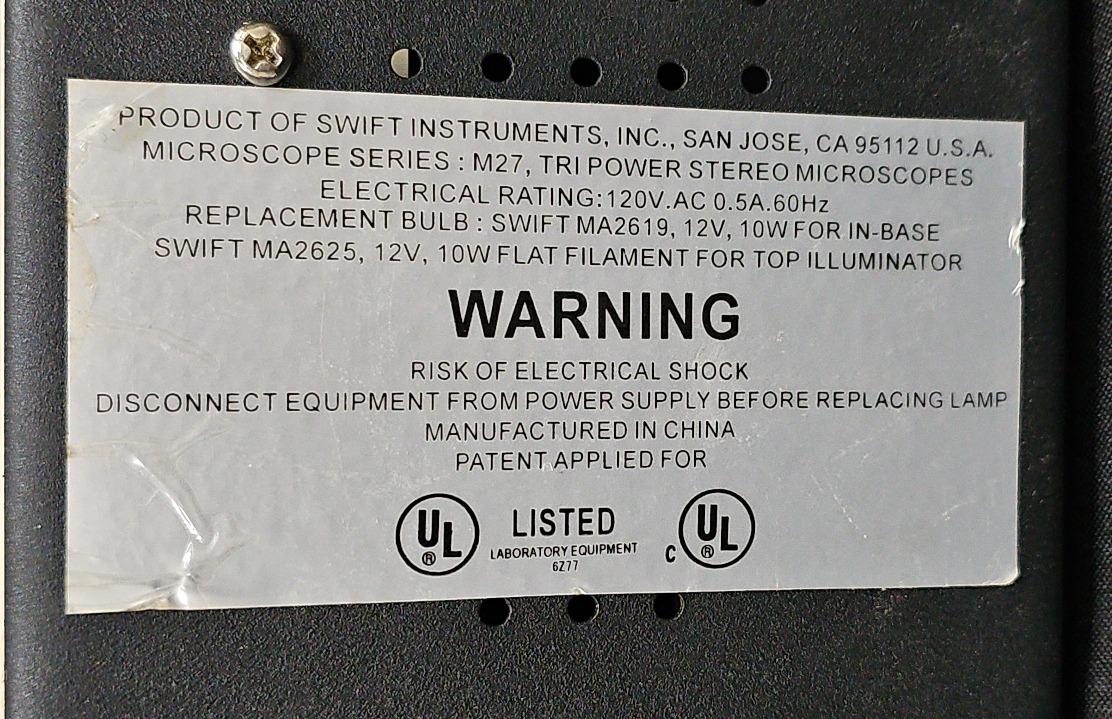 PRODUCT OF SWIFT INSTRUMENTS, INC., SAN JOSE, CA 95112 U.S.A.
MICROSCOPE SERIES : M27, TRI POWER STEREO MICROSCOPES
ELECTRICAL RATING:120V.AC 0.5A.60Hz
REPLACEMENT BULB : SWIFT MA2619, 12V, 10W FOR IN-BASE
SWIFT MA2625, 12V, 10W FLAT FILAMENT FOR TOP ILLUMINATOR
WARNING
RISK OF ELECTRICAL SHOCK
DISCONNECT EQUIPMENT FROM POWER SUPPLY BEFORE REPLACING LAMP
MANUFACTURED IN CHINA
PATENT APPLIED FOR
UL ® LISTED C UL ®
LABORATORY EQUIPMENT
6Z77